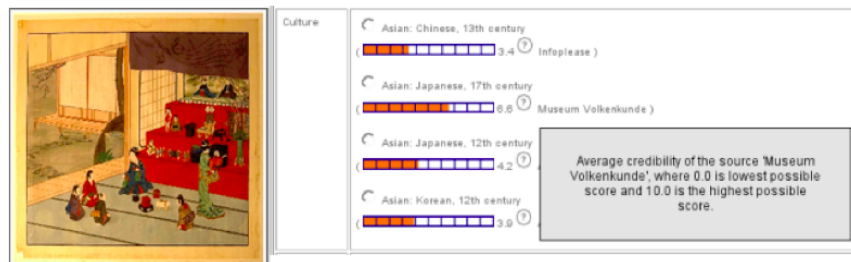 Culture
Asian: Chinese, 13th century
( 3.4 ? Infoplease )
Asian: Japanese, 17th century
( 6.6 ? Museum Volkenkunde )
Asian: Japanese, 12th century
( 4.2 ?
Asian: Korean, 12th century
( 3.9 ?
Average credibility of the source 'Museum
Volkenkunde', where 0.0 is lowest possible
score and 10.0 is the highest possible
score.